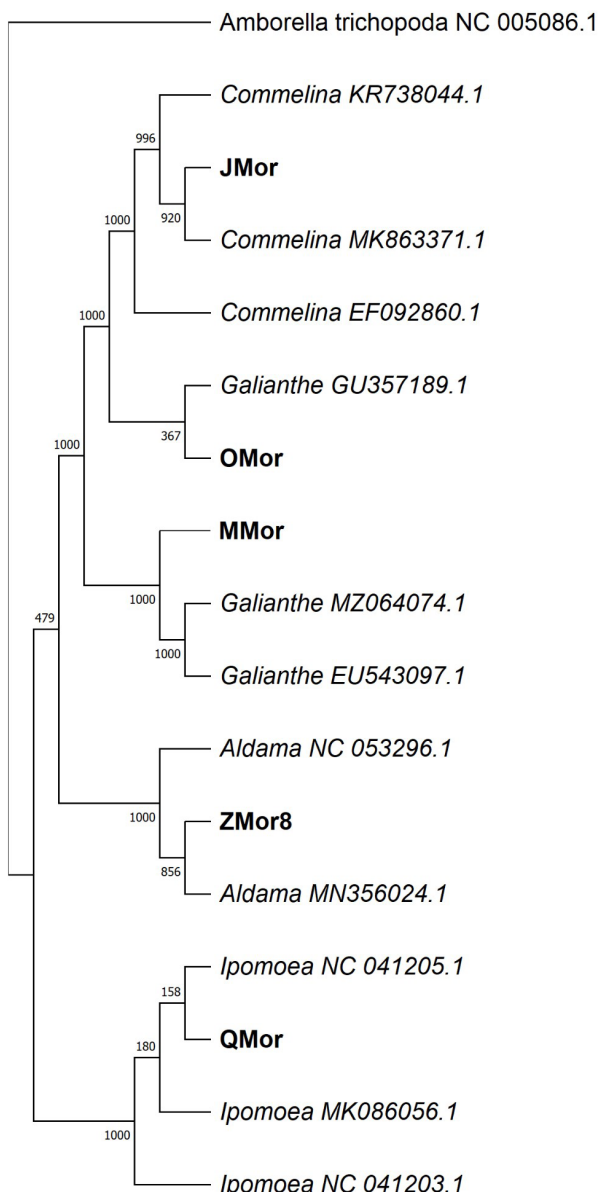 Amborella trichopoda NC 005086.1
Commelina KR738044.1
996
JMor
920
1000
Commelina MK863371.1
Commelina EF092860.1
1000
Galianthe GU357189.1
367
1000
OMor
MMor
1000
Galianthe MZ064074.1
479
1000
Galianthe EU543097.1
Aldama NC 053296.1
1000
ZMor8
856
Aldama MN356024.1
Ipomoea NC 041205.1
158
QMor
180
Ipomoea MK086056.1
1000
Ipomoea NC 041203.1